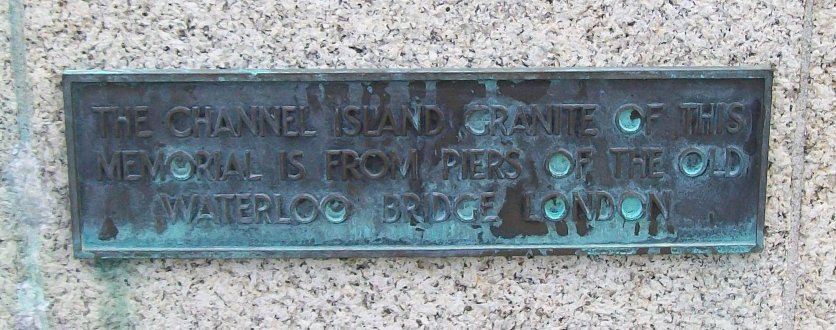 THE CHANNEL ISLAND GRANITE OF THIS
MEMORIAL IS FROM PIERS OF THE OLD
WATERLOO BRIDGE LONDON